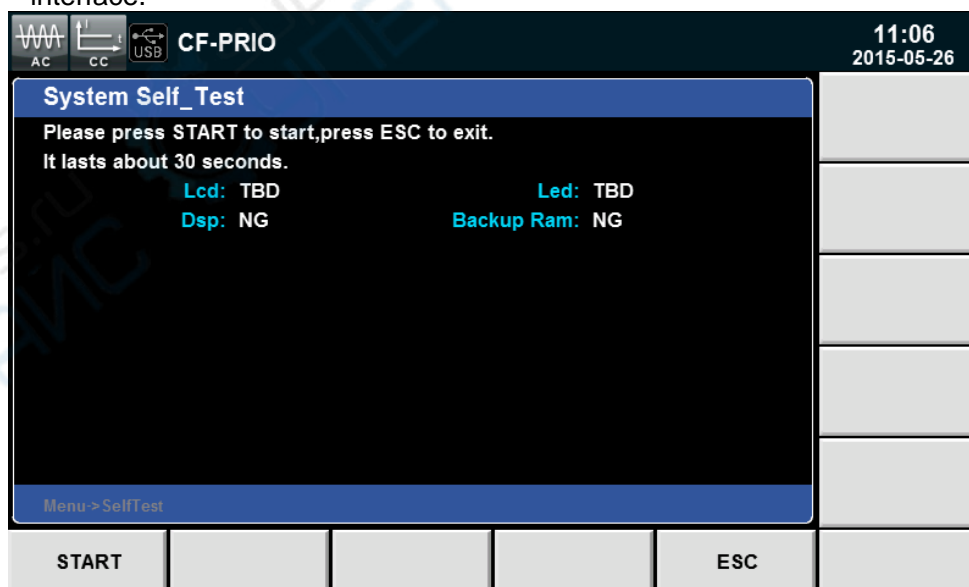 interface.
AC CC USB CF-PRIO 11:06
2015-05-26
System Self_Test
Please press START to start,press ESC to exit.
It lasts about 30 seconds.
Lcd: TBD Led: TBD
Dsp: NG Backup Ram: NG
Menu->SelfTest
START ESC